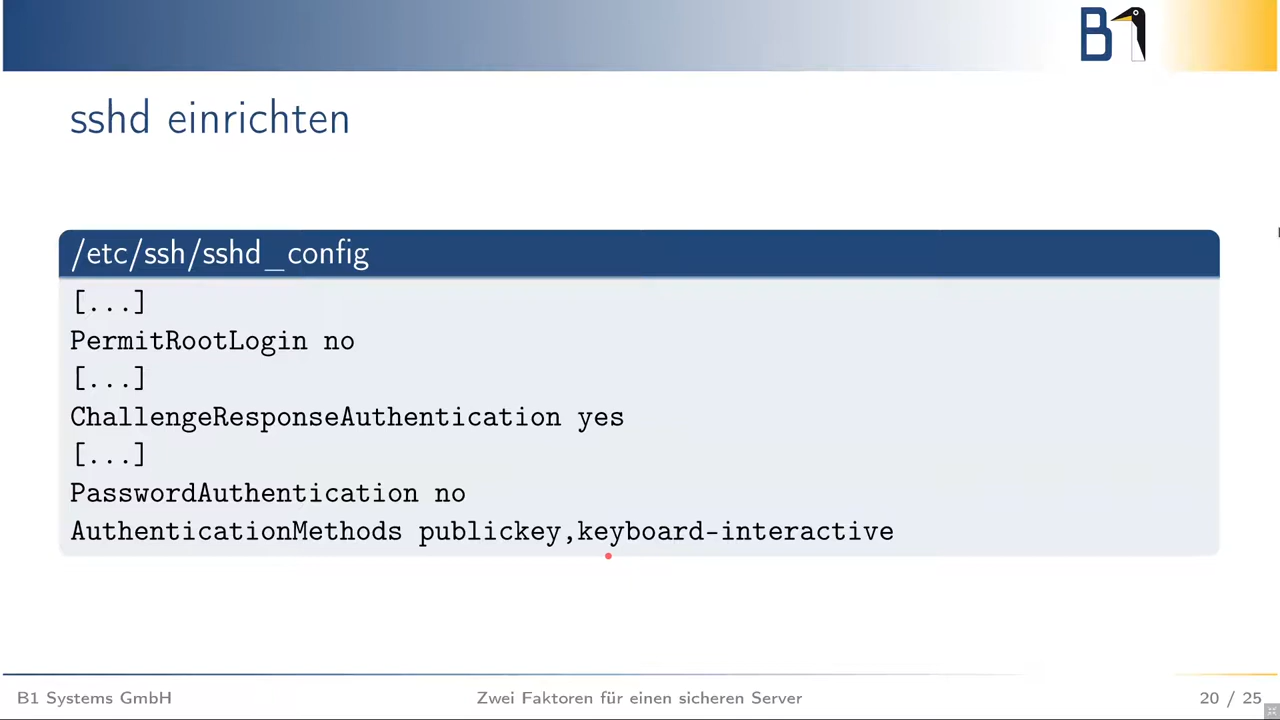 B1
sshd einrichten
/etc/ssh/sshd_config
[...]
PermitRootLogin no
[...]
ChallengeResponseAuthentication yes
[...]
PasswordAuthentication no
AuthenticationMethods publickey,keyboard-interactive
B1 Systems GmbH
Zwei Faktoren für einen sicheren Server
20 / 25